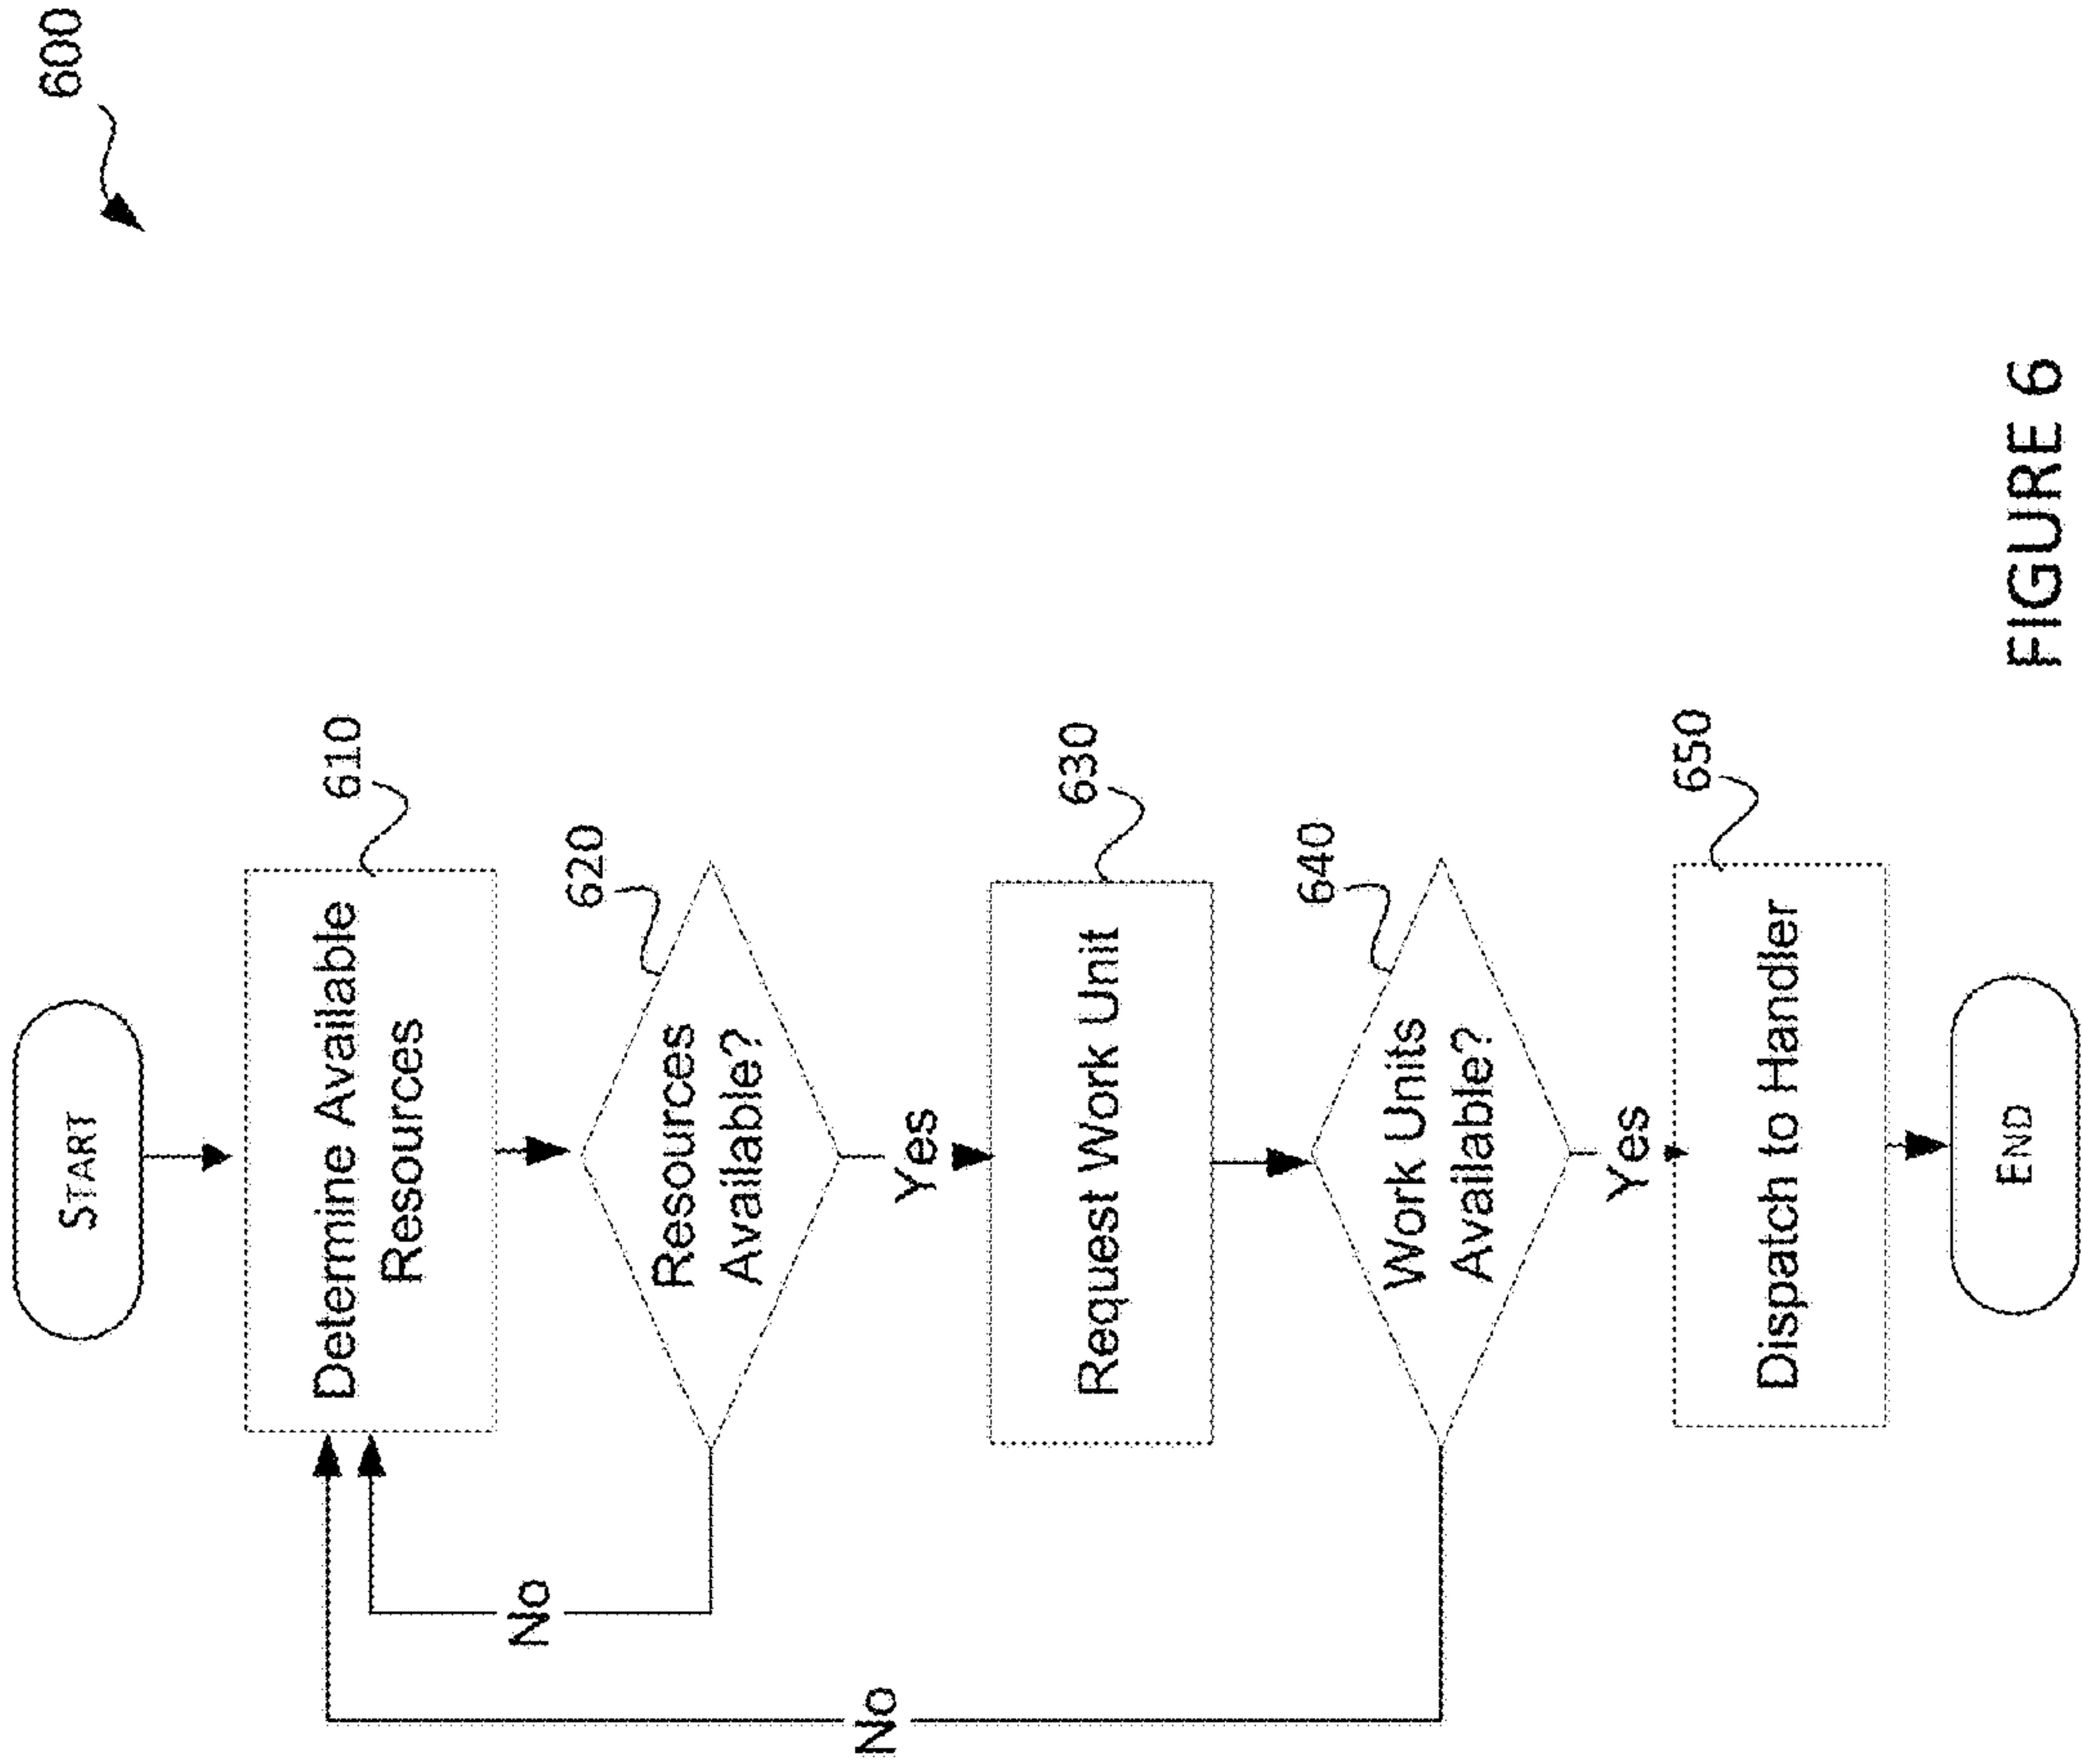 600
START
610
Determine Available
Resources
620
Resources
Available?
No
Yes
630
Request Work Unit
640
Work Units
Available?
No
Yes
650
Dispatch to Handler
END
FIGURE 6